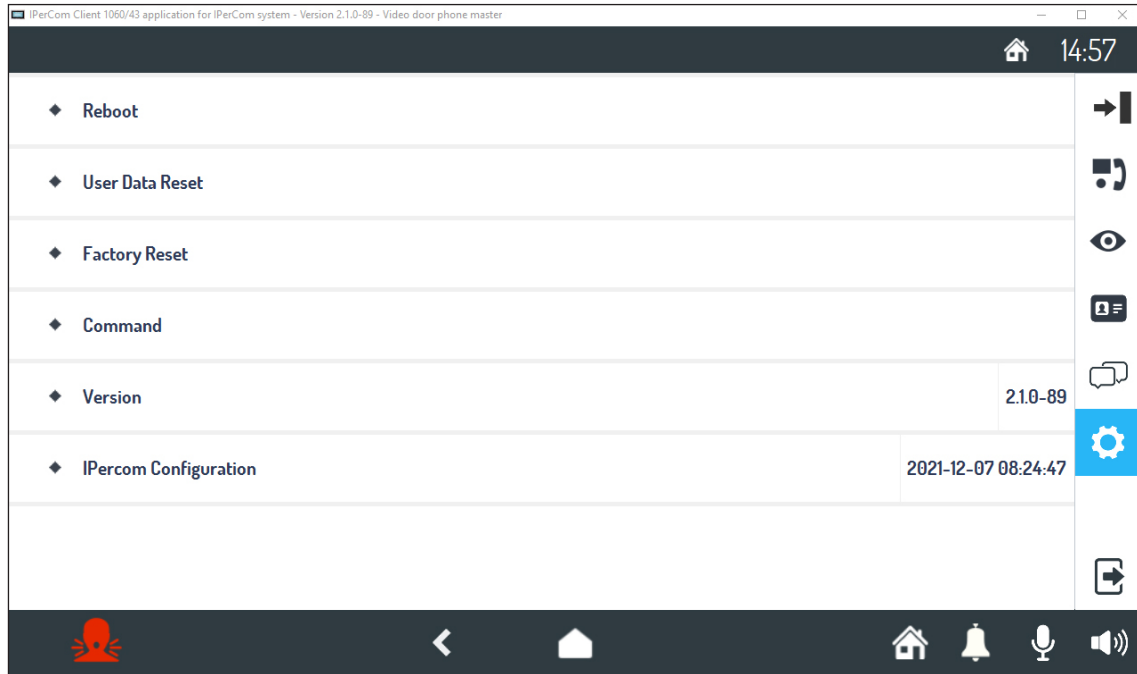 IPerCom Client 1060/43 application for IPerCom system - Version 2.1.0-89 - Video door phone master
14:57
Reboot
User Data Reset
Factory Reset
Command
Version 2.1.0-89
IPercom Configuration 2021-12-07 08:24:47